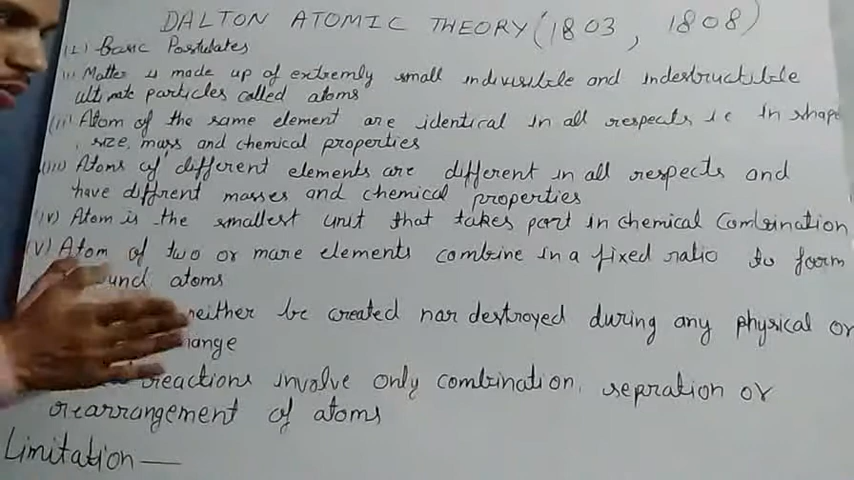 DALTON ATOMIC THEORY (1803, 1808)
Basic Postulates
(i) Matter is made up of extremly small indivisible and indestructible
ultimate particles called atoms
(ii) Atom of the same element are identical in all respects i.e in shape
, size, mass and chemical properties
(iii) Atoms of different elements are different in all respects and
have diffrent masses and chemical properties
(iv) Atom is the smallest unit that takes part in chemical Combination
(v) Atom of two or more elements combine in a fixed ratio to form
und atoms
neither be created nor destroyed during any physical or
ange
reactions involve only combination, sepration or
rearrangement of atoms
Limitation —